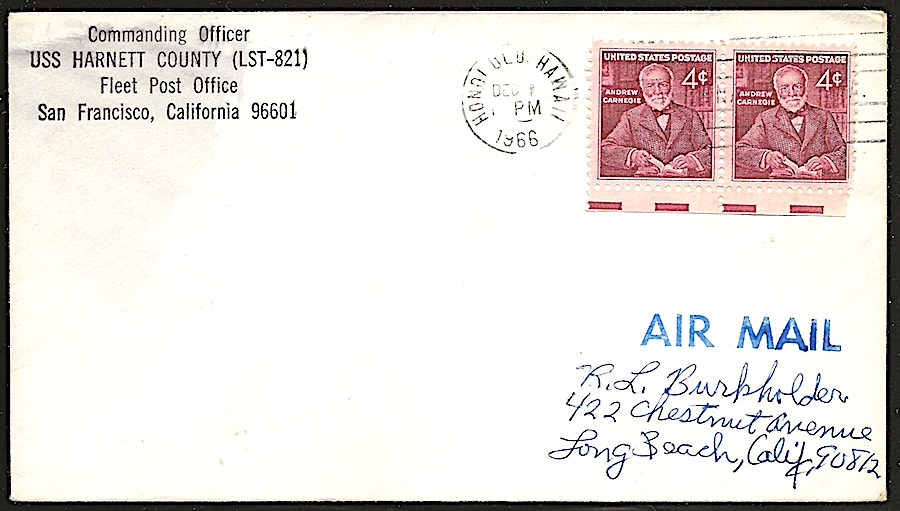 Commanding Officer
USS HARNETT COUNTY (LST-821)
Fleet Post Office
San Francisco, California 96601
HONOLULU, HAWAII
DEC
PM
1966
UNITED STATES POSTAGE
4¢
ANDREW
CARNEGIE
UNITED STATES POSTAGE
4¢
ANDREW
CARNEGIE
AIR MAIL
R. L. Burkholder
422 Chestnut Avenue
Long Beach, Calif, 90812